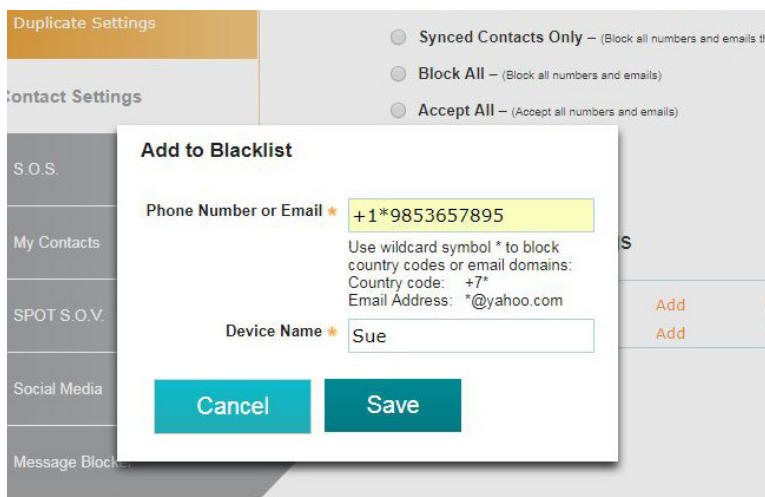 Duplicate Settings
Contact Settings
S.O.S.
My Contacts
SPOT S.O.V.
Social Media
Message Blocker
Synced Contacts Only – (Block all numbers and emails
Block All – (Block all numbers and emails)
Accept All – (Accept all numbers and emails)
Add to Blacklist
Phone Number or Email *
+1*9853657895
Use wildcard symbol * to block
country codes or email domains:
Country code: +7*
Email Address: *@yahoo.com
Device Name *
Sue
Cancel
Save
Add
Add